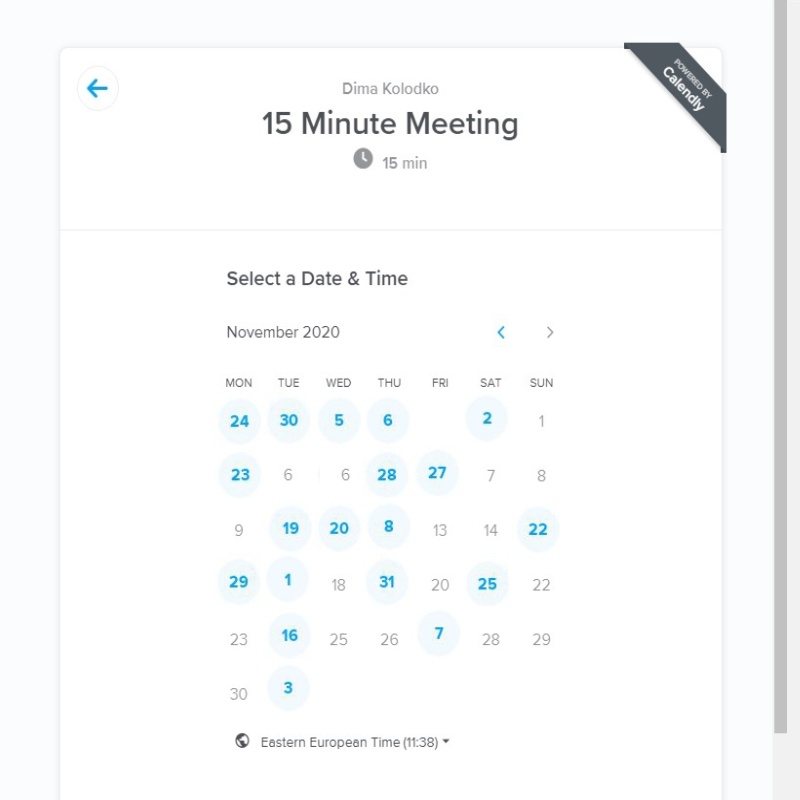 Dima Kolodko
POWERED BY
Calendly
15 Minute Meeting
15 min
Select a Date & Time
November 2020
MON TUE WED THU FRI SAT SUN
24 30 5 6 2 1
23 6 6 28 27 7 8
9 19 20 8 13 14 22
29 1 18 31 20 25 22
23 16 25 26 7 28 29
30 3
Eastern European Time (11:38)